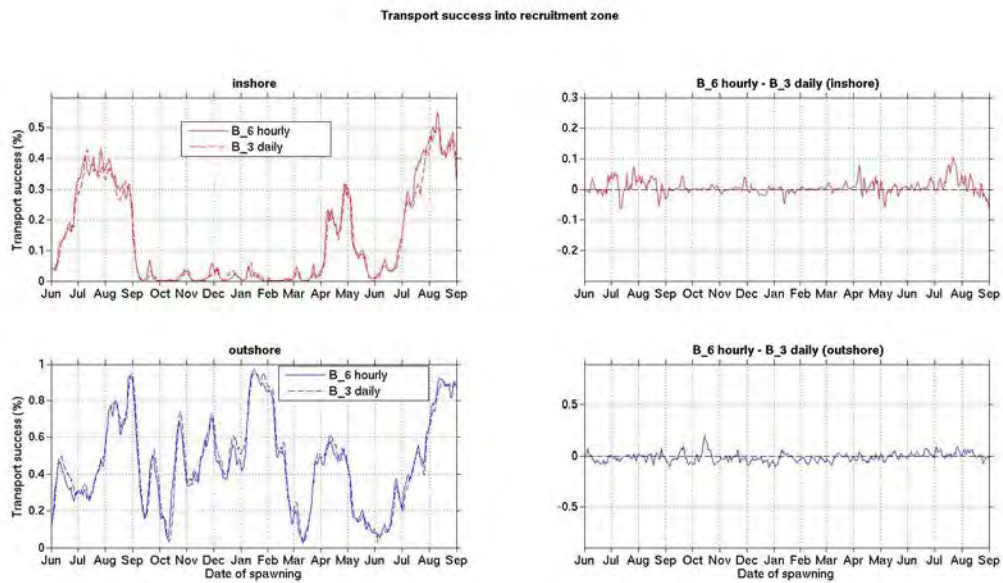 Transport success into recruitment zone
inshore
Transport success (%)
0.5
0.4
0.3
0.2
0.1
0
B_6 hourly
B_3 daily
Jun Jul Aug Sep Oct Nov Dec Jan Feb Mar Apr May Jun Jul Aug Sep
B_6 hourly - B_3 daily (inshore)
0.3
0.2
0.1
0
-0.1
-0.2
Jun Jul Aug Sep Oct Nov Dec Jan Feb Mar Apr May Jun Jul Aug Sep
outshore
Transport success (%)
1
0.8
0.6
0.4
0.2
0
B_6 hourly
B_3 daily
Jun Jul Aug Sep Oct Nov Dec Jan Feb Mar Apr May Jun Jul Aug Sep
Date of spawning
B_6 hourly - B_3 daily (outshore)
0.5
0
-0.5
Jun Jul Aug Sep Oct Nov Dec Jan Feb Mar Apr May Jun Jul Aug Sep
Date of spawning